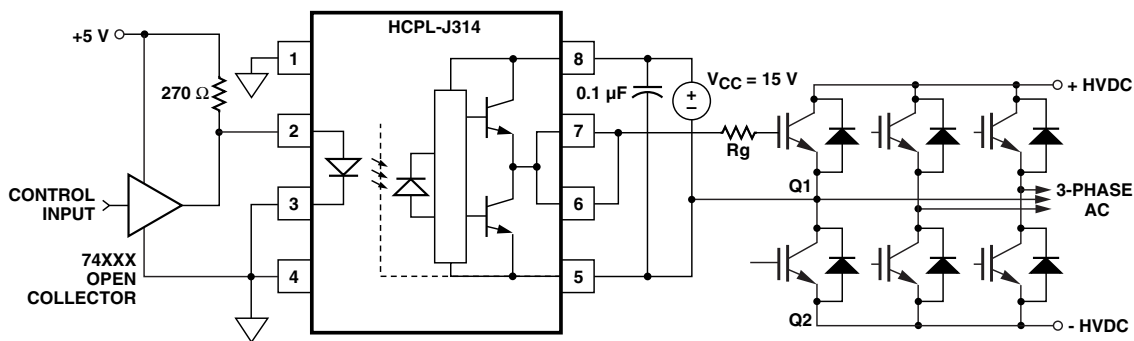 HCPL-J314
+5 V
270 Ω
1
2
3
4
8
7
6
5
0.1 µF
VCC = 15 V
+
–
Rg
+ HVDC
Q1
3-PHASE
AC
CONTROL
INPUT
74XXX
OPEN
COLLECTOR
Q2
- HVDC